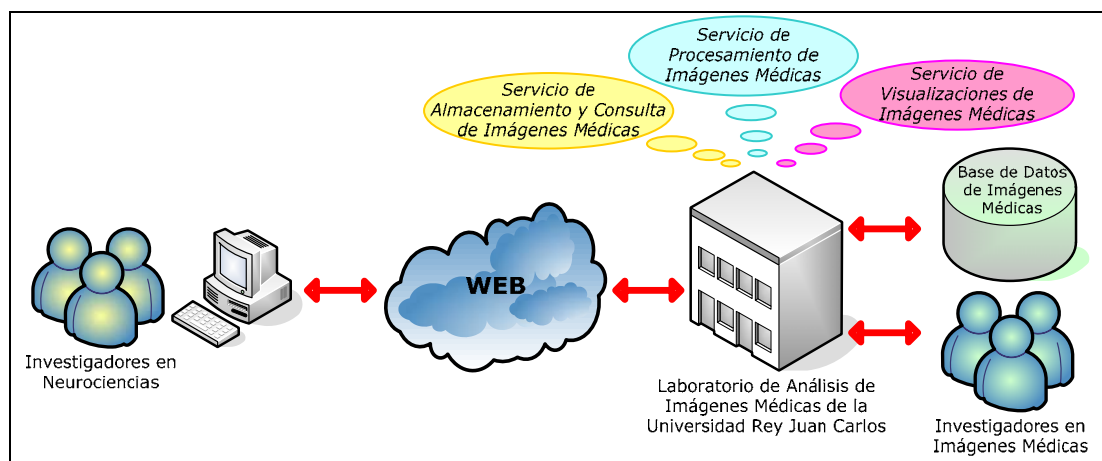 Servicio de
Procesamiento de
Imágenes Médicas
Servicio de
Almacenamiento y Consulta
de Imágenes Médicas
Servicio de
Visualizaciones de
Imágenes Médicas
Base de Datos
de Imágenes
Médicas
WEB
Investigadores en
Neurociencias
Laboratorio de Análisis de
Imágenes Médicas de la
Universidad Rey Juan Carlos
Investigadores en
Imágenes Médicas